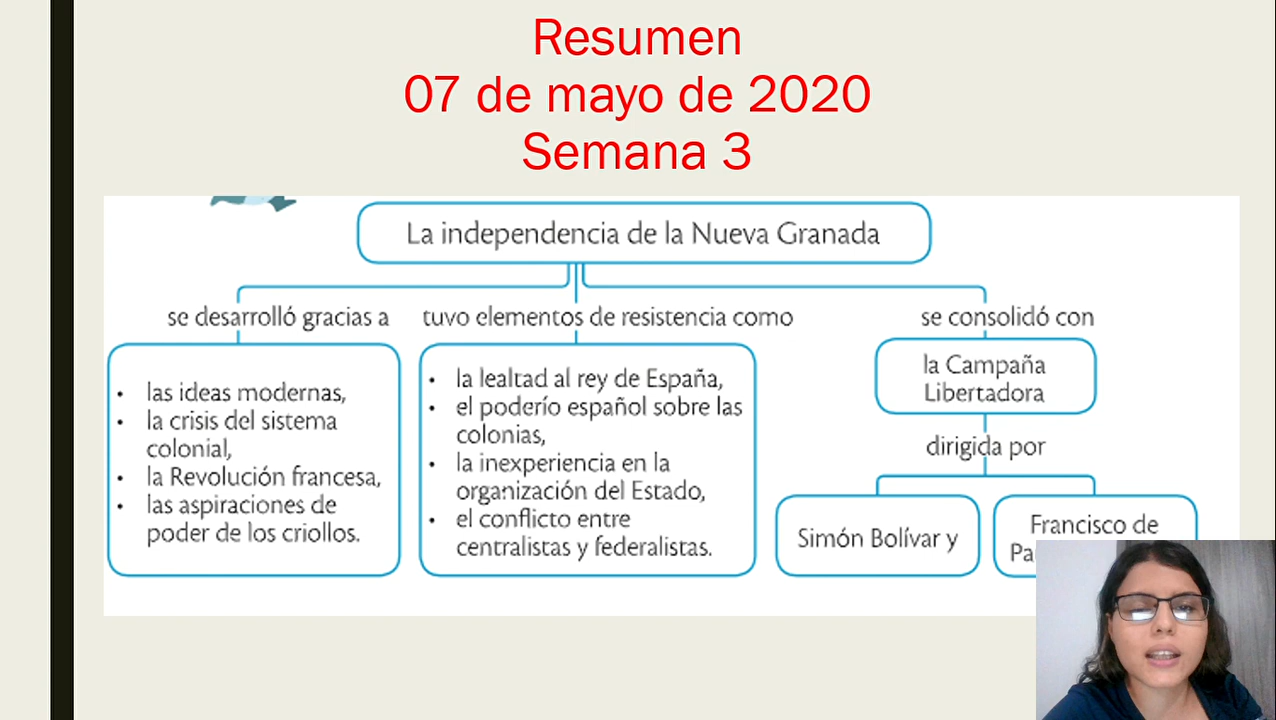 Resumen
07 de mayo de 2020
Semana 3
La independencia de la Nueva Granada
se desarrolló gracias a
tuvo elementos de resistencia como
se consolidó con
• las ideas modernas,
• la crisis del sistema
colonial,
• la Revolución francesa,
• las aspiraciones de
poder de los criollos.
• la lealtad al rey de España,
• el poderío español sobre las
colonias,
• la inexperiencia en la
organización del Estado,
• el conflicto entre
centralistas y federalistas.
la Campaña
Libertadora
dirigida por
Simón Bolívar y
Francisco de